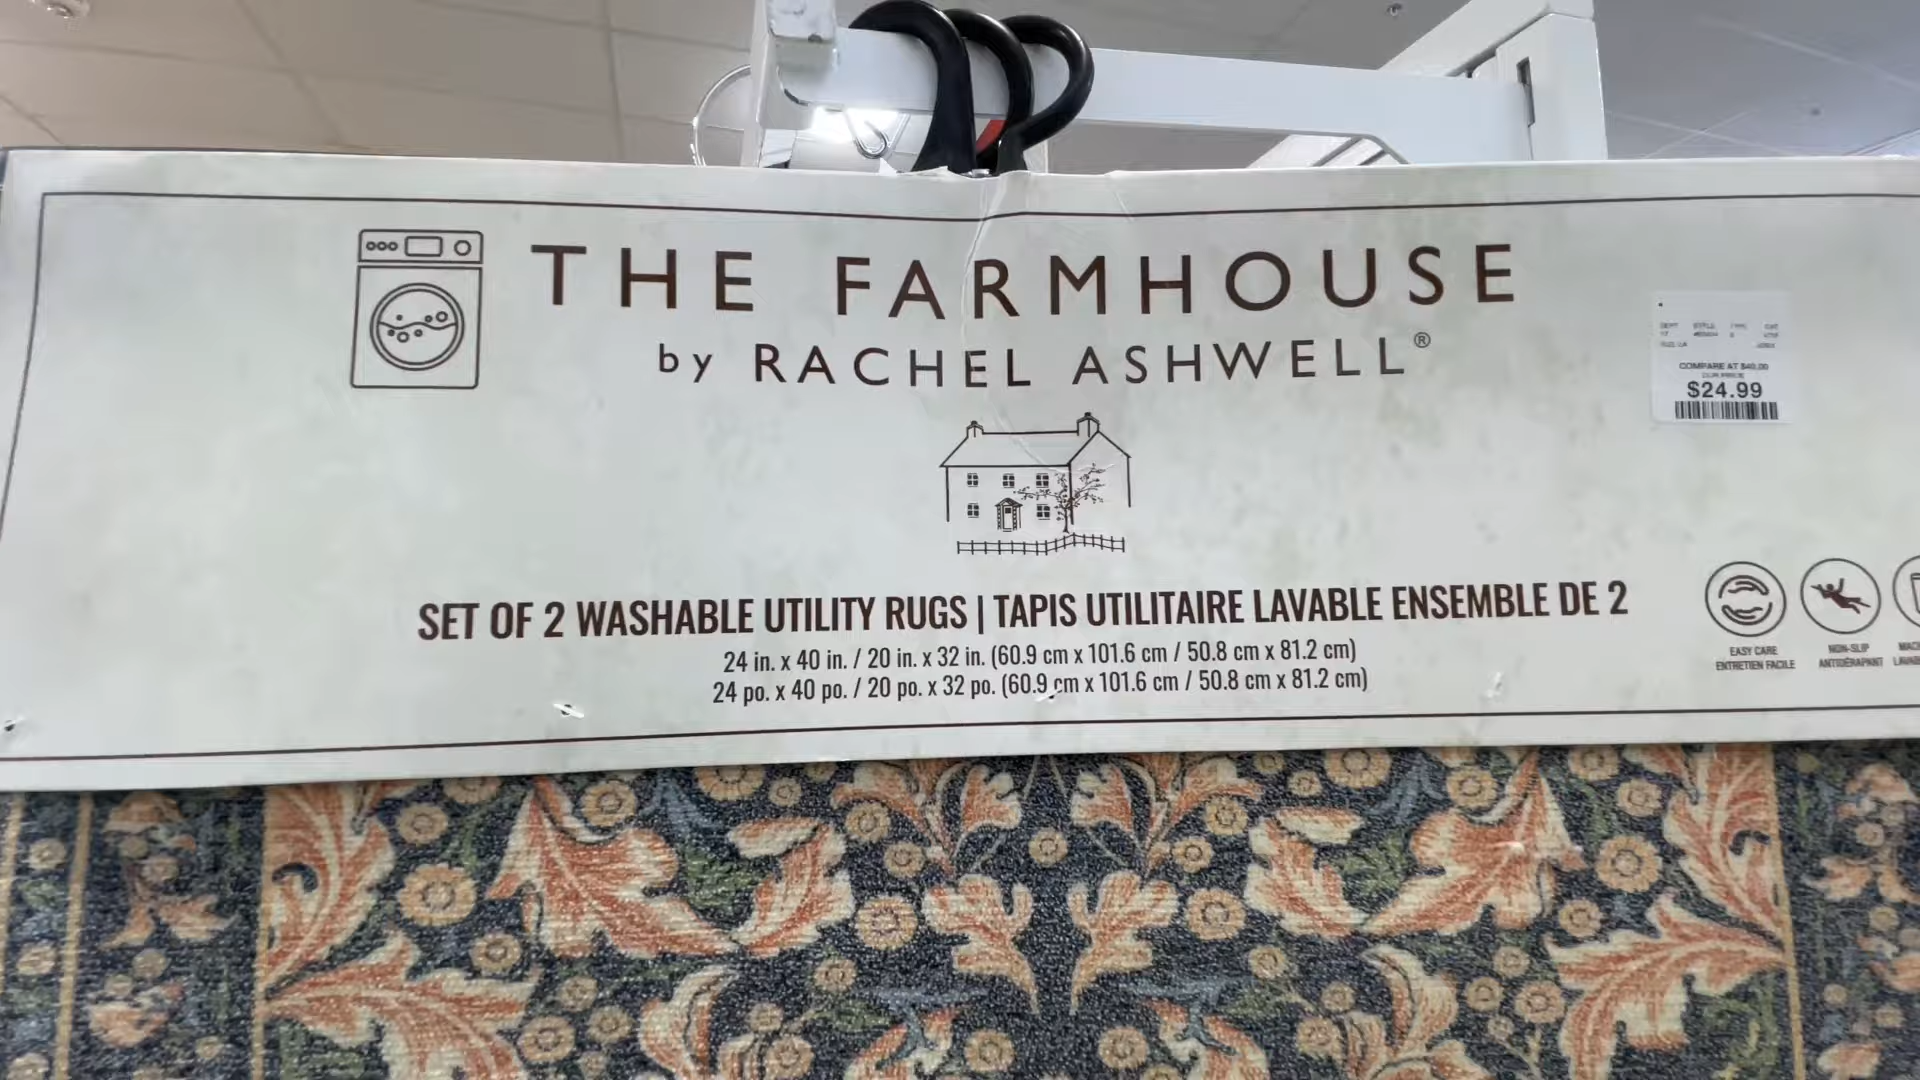 THE FARMHOUSE
by RACHEL ASHWELL®
COMPARE AT $40.00
OUR PRICE
$24.99
SET OF 2 WASHABLE UTILITY RUGS | TAPIS UTILITAIRE LAVABLE ENSEMBLE DE 2
24 in. x 40 in. / 20 in. x 32 in. (60.9 cm x 101.6 cm / 50.8 cm x 81.2 cm)
24 po. x 40 po. / 20 po. x 32 po. (60.9 cm x 101.6 cm / 50.8 cm x 81.2 cm)
EASY CARE
ENTRETIEN FACILE
NON-SLIP
ANTIDÉRAPANT